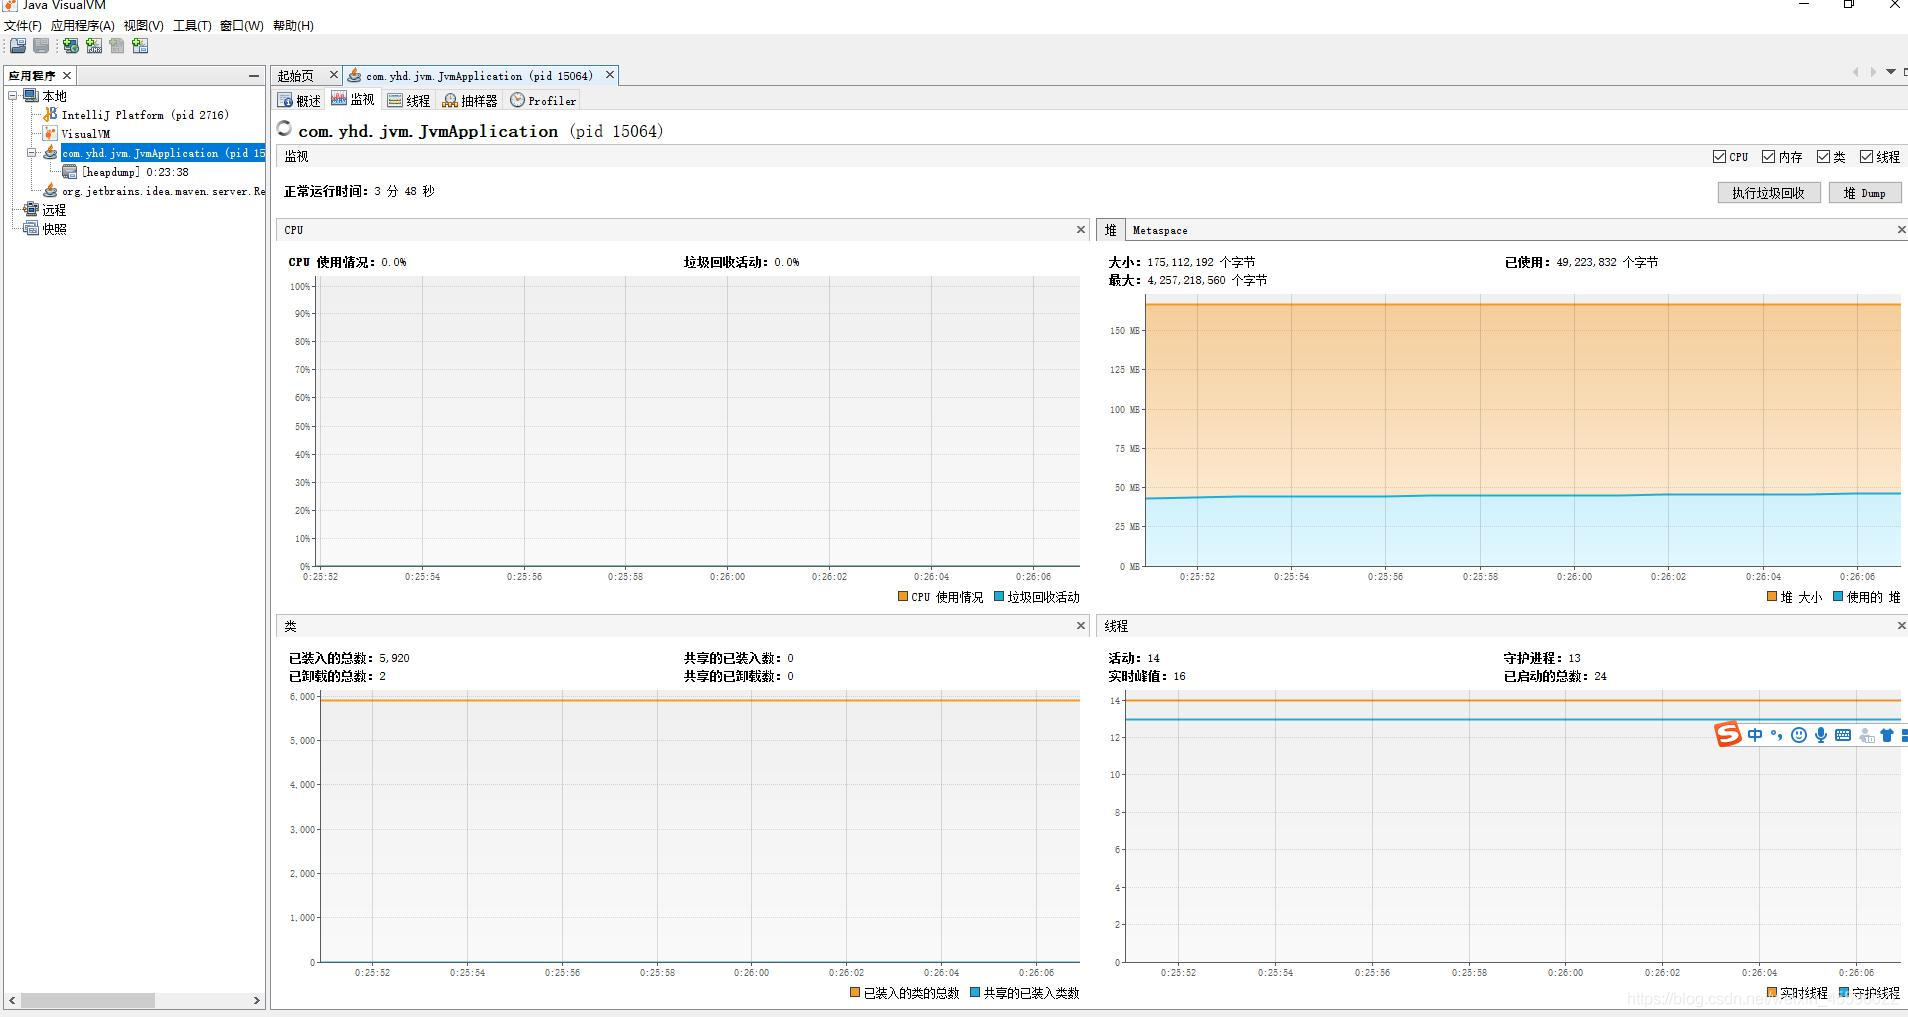 Java VisualVM
文件(F) 应用程序(A) 视图(V) 工具(T) 窗口(W) 帮助(H)
应用程序
本地
IntelliJ Platform (pid 2716)
VisualVM
com.yhd.jvm.JvmApplication (pid 15
[heapdump] 0:23:38
org.jetbrains.idea.maven.server.Re
远程
快照
起始页 com.yhd.jvm.JvmApplication (pid 15064)
概述 监视 线程 抽样器 Profiler
com.yhd.jvm.JvmApplication (pid 15064)
监视 CPU 内存 类 线程
正常运行时间: 3 分 48 秒 执行垃圾回收 堆 Dump
CPU
CPU 使用情况: 0.0% 垃圾回收活动: 0.0%
100%
90%
80%
70%
60%
50%
40%
30%
20%
10%
0%
0:25:52 0:25:54 0:25:56 0:25:58 0:26:00 0:26:02 0:26:04 0:26:06
CPU 使用情况 垃圾回收活动
堆 Metaspace
大小: 175,112,192 个字节 已使用: 49,223,832 个字节
最大: 4,257,218,560 个字节
150 MB
125 MB
100 MB
75 MB
50 MB
25 MB
0 MB
0:25:52 0:25:54 0:25:56 0:25:58 0:26:00 0:26:02 0:26:04 0:26:06
堆 大小 使用的 堆
类
已装入的总数: 5,920 共享的已装入数: 0
已卸载的总数: 2 共享的已卸载数: 0
6,000
5,000
4,000
3,000
2,000
1,000
0
0:25:52 0:25:54 0:25:56 0:25:58 0:26:00 0:26:02 0:26:04 0:26:06
已装入的类的总数 共享的已装入类数
线程
活动: 14 守护进程: 13
实时峰值: 16 已启动的总数: 24
14
12
10
8
6
4
2
0
中
0:25:52 0:25:54 0:25:56 0:25:58 0:26:00 0:26:02 0:26:04 0:26:06
实时线程 守护线程